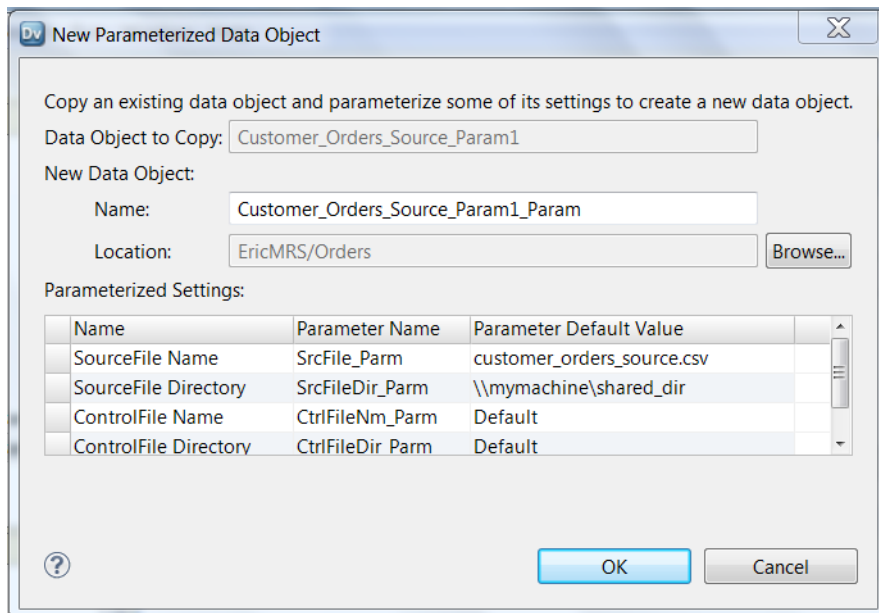 Dv New Parameterized Data Object
Copy an existing data object and parameterize some of its settings to create a new data object.
Data Object to Copy: Customer_Orders_Source_Param1
New Data Object:
Name: Customer_Orders_Source_Param1_Param
Location: EricMRS/Orders Browse...
Parameterized Settings:
Name Parameter Name Parameter Default Value
SourceFile Name SrcFile_Parm customer_orders_source.csv
SourceFile Directory SrcFileDir_Parm \\mymachine\shared_dir
ControlFile Name CtrlFileNm_Parm Default
ControlFile Directory CtrlFileDir_Parm Default
? OK Cancel